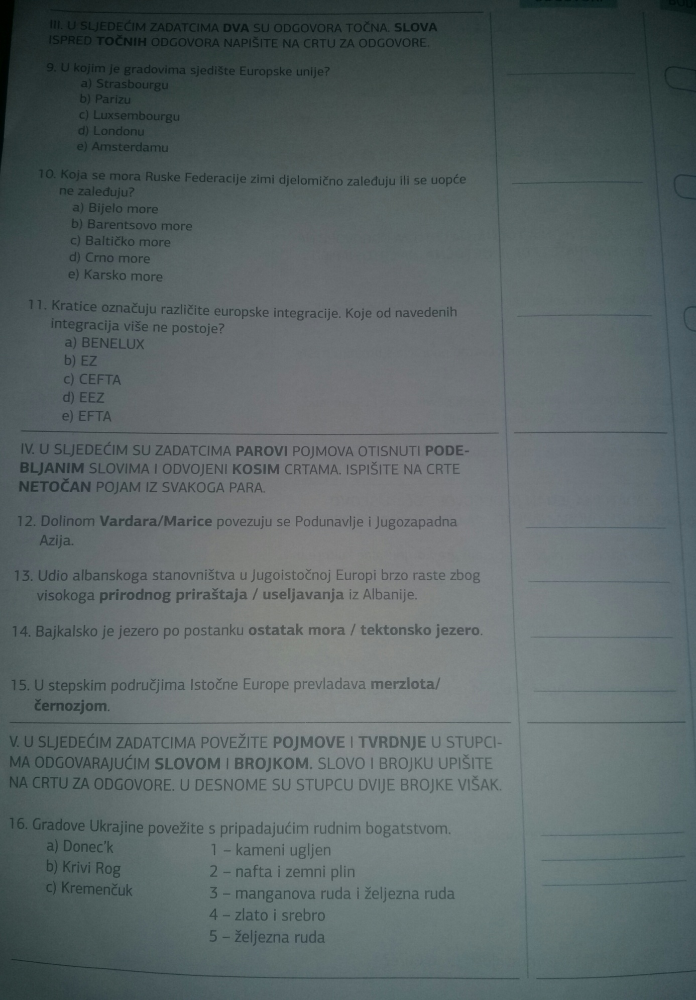 III. U SLJEDEĆIM ZADATCIMA DVA SU ODGOVORA TOČNA. SLOVA
ISPRED TOČNIH ODGOVORA NAPIŠITE NA CRTU ZA ODGOVORE.
9. U kojim je gradovima sjedište Europske unije?
a) Strasbourgu
b) Parizu
c) Luxsembourgu
d) Londonu
e) Amsterdamu
10. Koja se mora Ruske Federacije zimi djelomično zaleđuju ili se uopće
ne zaleđuju?
a) Bijelo more
b) Barentsovo more
c) Baltičko more
d) Crno more
e) Karsko more
11. Kratice označuju različite europske integracije. Koje od navedenih
integracija više ne postoje?
a) BENELUX
b) EZ
c) CEFTA
d) EEZ
e) EFTA
IV. U SLJEDEĆIM SU ZADATCIMA PAROVI POJMOVA OTISNUTI PODE-
BLJANIM SLOVIMA I ODVOJENI KOSIM CRTAMA. ISPIŠITE NA CRTE
NETOČAN POJAM IZ SVAKOGA PARA.
12. Dolinom Vardara/Marice povezuju se Podunavlje i Jugozapadna
Azija.
13. Udio albanskoga stanovništva u Jugoistočnoj Europi brzo raste zbog
visokoga prirodnog priraštaja / useljavanja iz Albanije.
14. Bajkalsko je jezero po postanku ostatak mora / tektonsko jezero.
15. U stepskim područjima Istočne Europe prevladava merzlota/
černozjom.
V. U SLJEDEĆIM ZADATCIMA POVEŽITE POJMOVE I TVRDNJE U STUPCI-
MA ODGOVARAJUĆIM SLOVOM I BROJKOM. SLOVO I BROJKU UPIŠITE
NA CRTU ZA ODGOVORE. U DESNOME SU STUPCU DVIJE BROJKE VIŠAK.
16. Gradove Ukrajine povežite s pripadajućim rudnim bogatstvom.
a) Donec'k
b) Krivi Rog
c) Kremenčuk
1 – kameni ugljen
2 – nafta i zemni plin
3 – manganova ruda i željezna ruda
4 – zlato i srebro
5 – željezna ruda